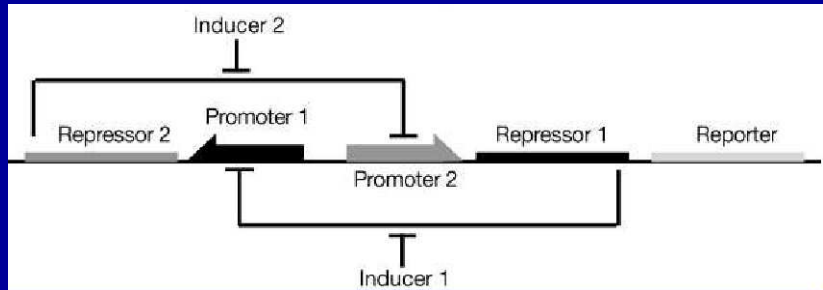 Inducer 2
Promoter 1
Repressor 2
Repressor 1
Reporter
Promoter 2
Inducer 1